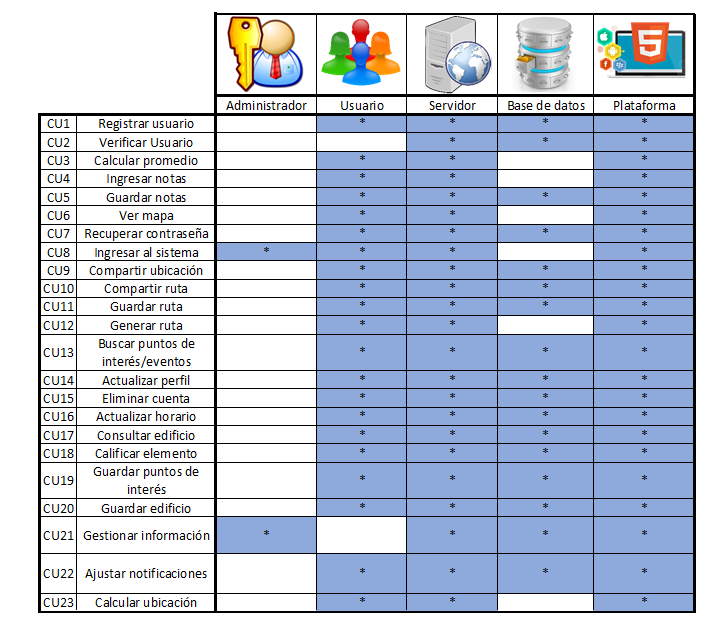 Administrador Usuario Servidor Base de datos Plataforma
CU1 Registrar usuario * * * *
CU2 Verificar Usuario * * *
CU3 Calcular promedio * * *
CU4 Ingresar notas * * *
CU5 Guardar notas * * * *
CU6 Ver mapa * * *
CU7 Recuperar contraseña * * * *
CU8 Ingresar al sistema * * * *
CU9 Compartir ubicación * * * *
CU10 Compartir ruta * * * *
CU11 Guardar ruta * * * *
CU12 Generar ruta * * *
CU13 Buscar puntos de
interés/eventos * * * *
CU14 Actualizar perfil * * * *
CU15 Eliminar cuenta * * * *
CU16 Actualizar horario * * * *
CU17 Consultar edificio * * * *
CU18 Calificar elemento * * * *
CU19 Guardar puntos de
interés * * * *
CU20 Guardar edificio * * * *
CU21 Gestionar información * * * *
CU22 Ajustar notificaciones * * * *
CU23 Calcular ubicación * * *